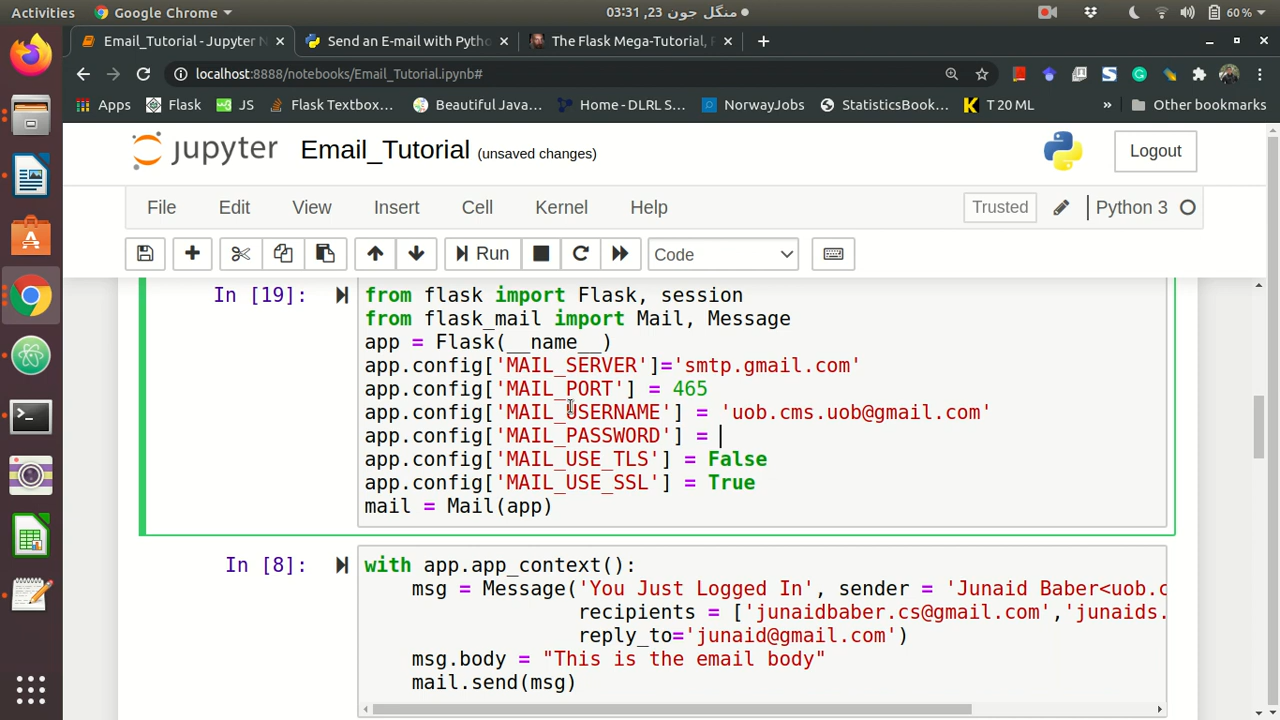 Activities Google Chrome ▾ منگل جون 23، 03:31 ● 60 % ▾
Email_Tutorial - Jupyter N × Send an E-mail with Pytho × The Flask Mega-Tutorial, × +
localhost:8888/notebooks/Email_Tutorial.ipynb#
Apps Flask JS Flask Textbox... Beautiful Java... Home - DLRL S... NorwayJobs StatisticsBook... T 20 ML » Other bookmarks
jupyter Email_Tutorial (unsaved changes) Logout
File Edit View Insert Cell Kernel Help Trusted Python 3
Run Code
In [19]: from flask import Flask, session
from flask_mail import Mail, Message
app = Flask(__name__)
app.config['MAIL_SERVER']='smtp.gmail.com'
app.config['MAIL_PORT'] = 465
app.config['MAIL_USERNAME'] = 'uob.cms.uob@gmail.com'
app.config['MAIL_PASSWORD'] =
app.config['MAIL_USE_TLS'] = False
app.config['MAIL_USE_SSL'] = True
mail = Mail(app)
In [8]: with app.app_context():
msg = Message('You Just Logged In', sender = 'Junaid Baber<uob.c
recipients = ['junaidbaber.cs@gmail.com','junaids.
reply_to='junaid@gmail.com')
msg.body = "This is the email body"
mail.send(msg)